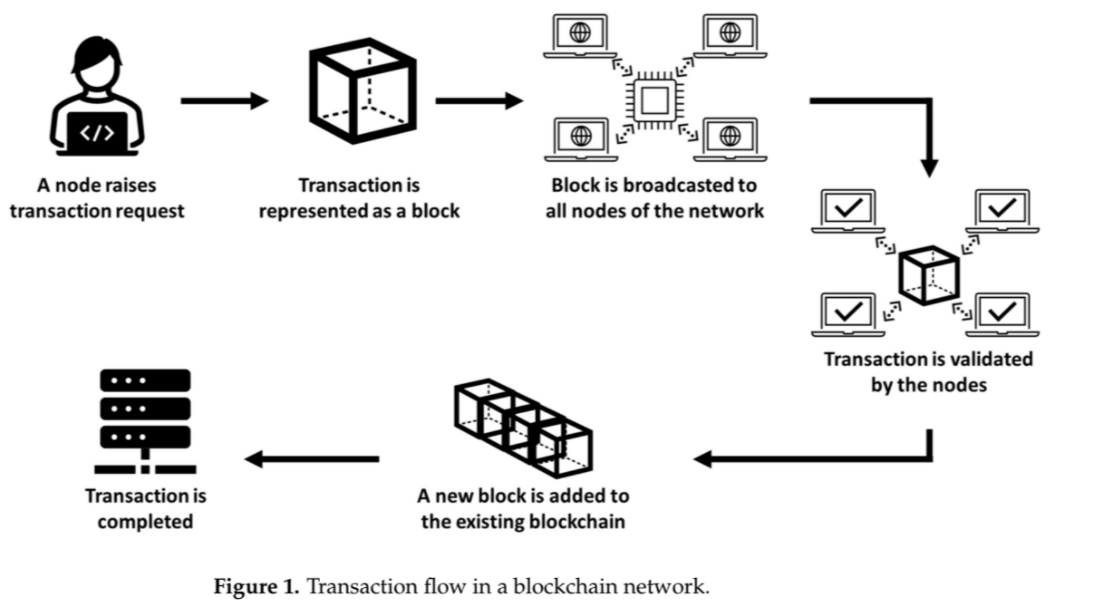 </>
A node raises
transaction request
Transaction is
represented as a block
Block is broadcasted to
all nodes of the network
Transaction is validated
by the nodes
A new block is added to
the existing blockchain
Transaction is
completed
Figure 1. Transaction flow in a blockchain network.